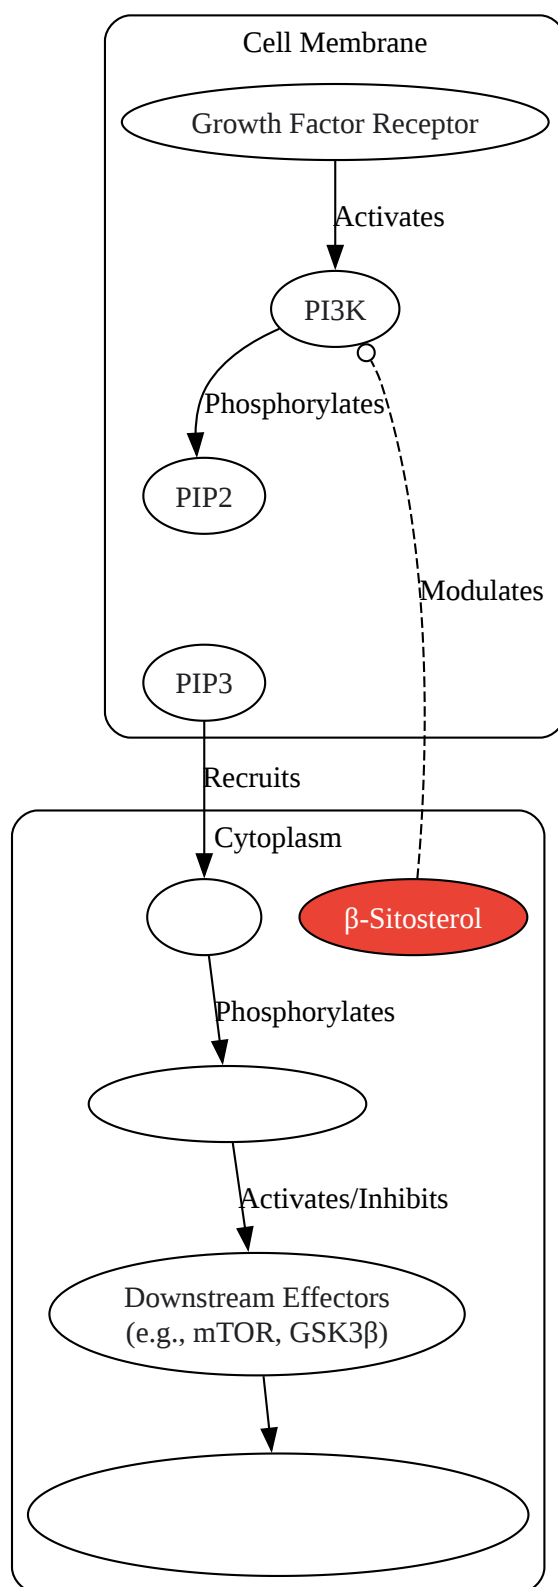 Cell Membrane
Growth Factor Receptor
Activates
PI3K
Phosphorylates
PIP2
Modulates
PIP3
Recruits
Cytoplasm
β-Sitosterol
Phosphorylates
Activates/Inhibits
Downstream Effectors
(e.g., mTOR, GSK3β)